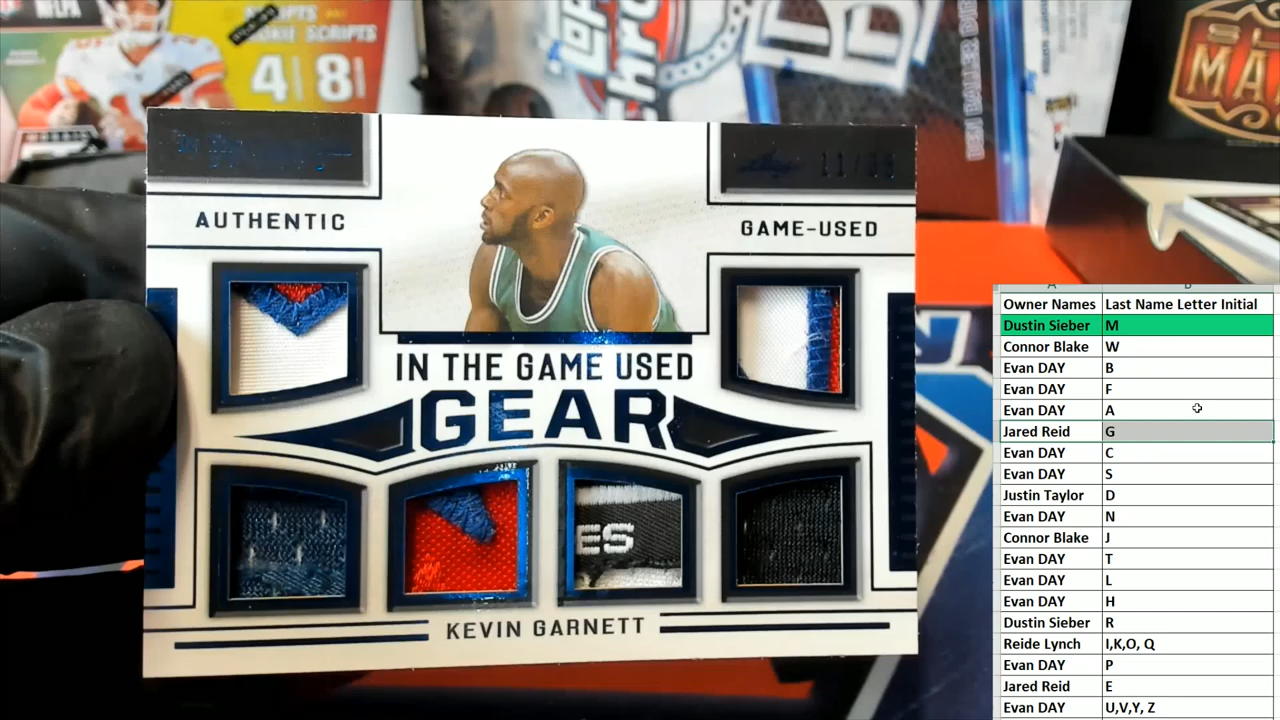 SCRIPTS
ROOKIE SCRIPTS
4 8
AUTHENTIC
11/35
GAME-USED
IN THE GAME USED
GEAR
ES
KEVIN GARNETT
A B
Owner Names Last Name Letter Initial
Dustin Sieber M
Connor Blake W
Evan DAY B
Evan DAY F
Evan DAY A
Jared Reid G
Evan DAY C
Evan DAY S
Justin Taylor D
Evan DAY N
Connor Blake J
Evan DAY T
Evan DAY L
Evan DAY H
Dustin Sieber R
Reide Lynch I,K,O, Q
Evan DAY P
Jared Reid E
Evan DAY U,V,Y, Z